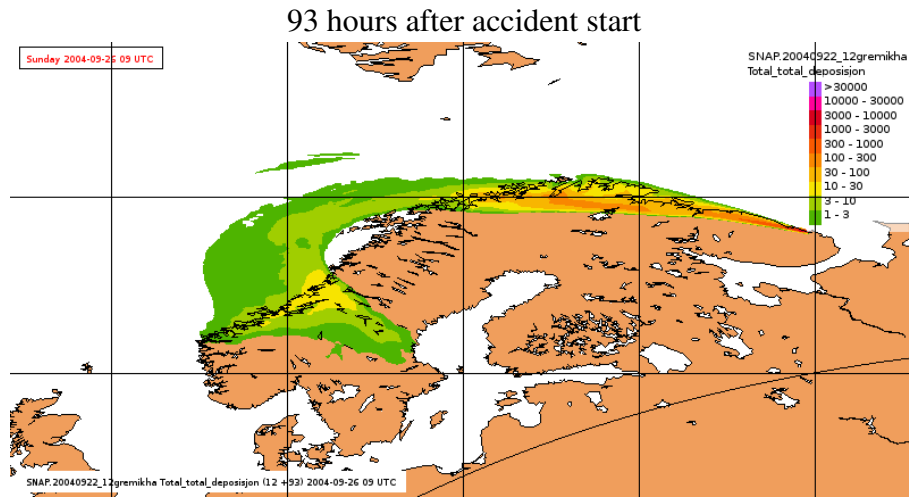 93 hours after accident start
Sunday 2004-09-26 09 UTC
SNAP.20040922_12gremikha
Total_total_deposisjon
>30000
10000 - 30000
3000 - 10000
1000 - 3000
300 - 1000
100 - 300
30 - 100
10 - 30
3 - 10
1 - 3
SNAP.20040922_12gremikha Total_total_deposisjon (12 +93) 2004-09-26 09 UTC